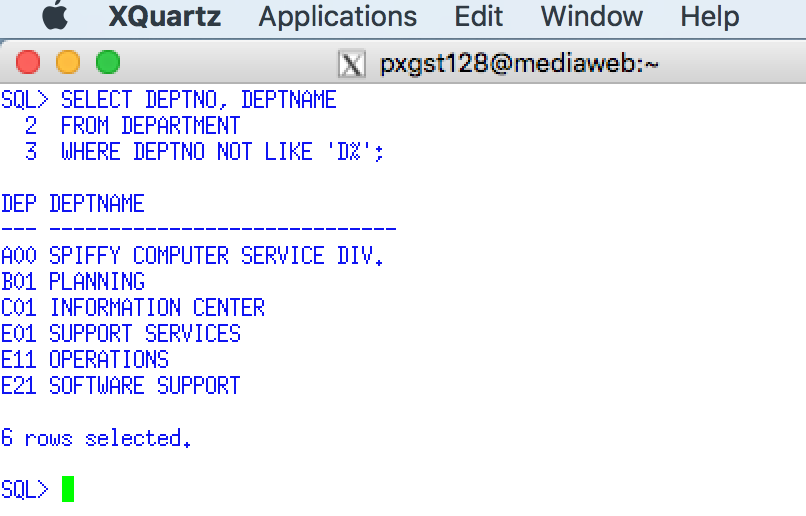 XQuartz Applications Edit Window Help
X pxgst128@mediaweb:~
SQL> SELECT DEPTNO, DEPTNAME
2 FROM DEPARTMENT
3 WHERE DEPTNO NOT LIKE 'D%';
DEP DEPTNAME
--- -----------------------------
A00 SPIFFY COMPUTER SERVICE DIV.
B01 PLANNING
C01 INFORMATION CENTER
E01 SUPPORT SERVICES
E11 OPERATIONS
E21 SOFTWARE SUPPORT
6 rows selected.
SQL>